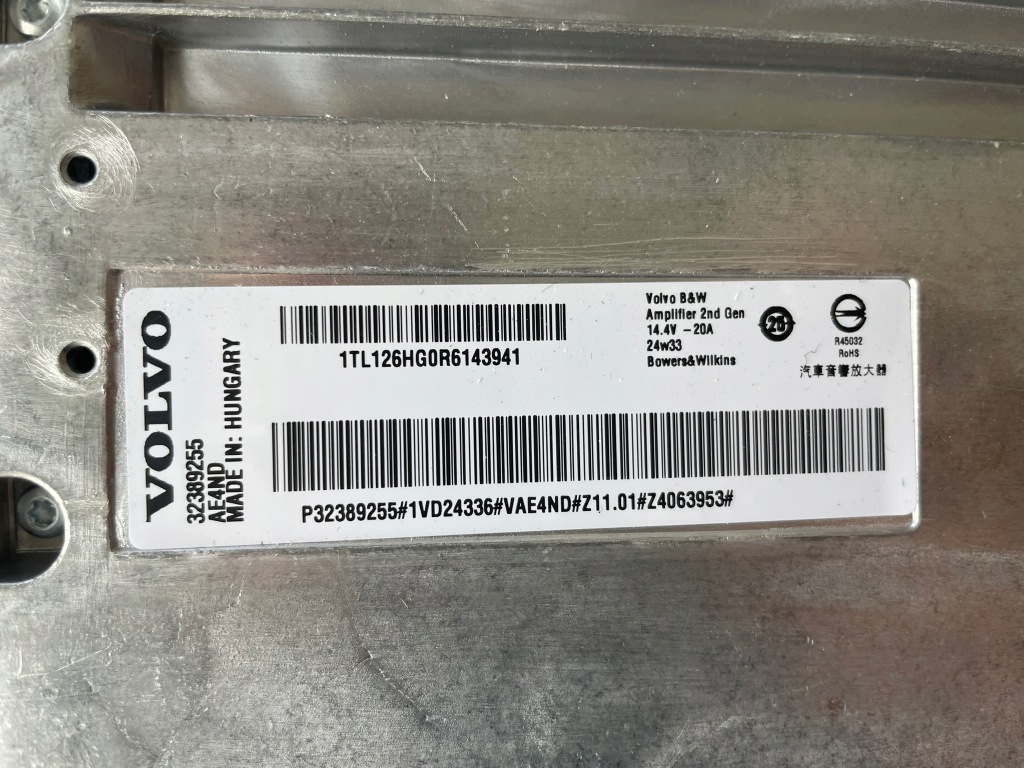 VOLVO
32389255
AE4ND
MADE IN: HUNGARY
1TL126HG0R6143941
Volvo B&W
Amplifier 2nd Gen
14.4V - 20A
24w33
Bowers&Wilkins
25
R45032
RoHS
汽車音響放大器
P32389255#1VD24336#VAE4ND#Z11.01#Z4063953#